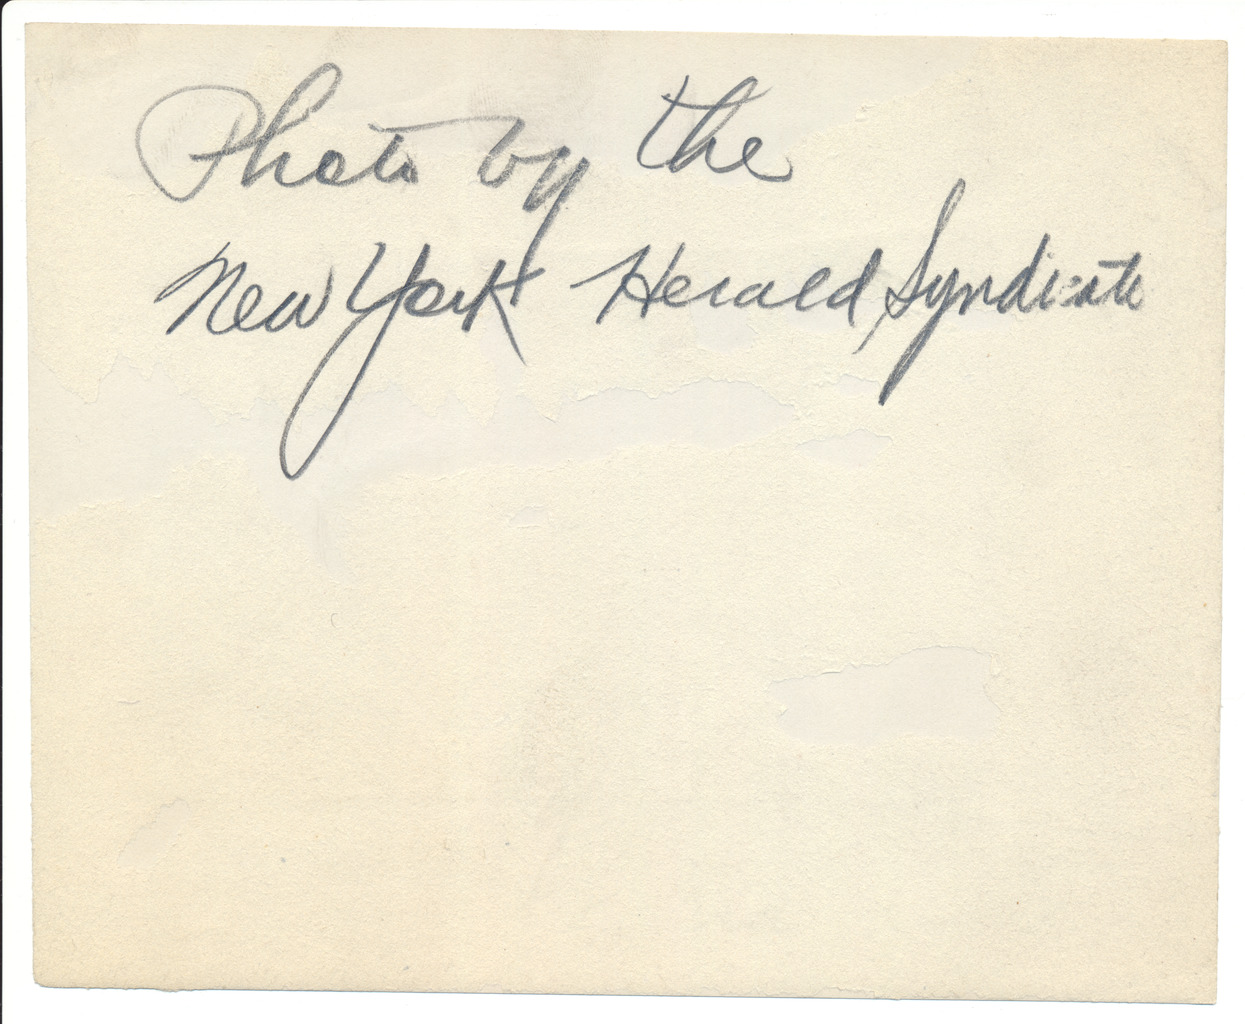 Photo by the
New York Herald Syndicate